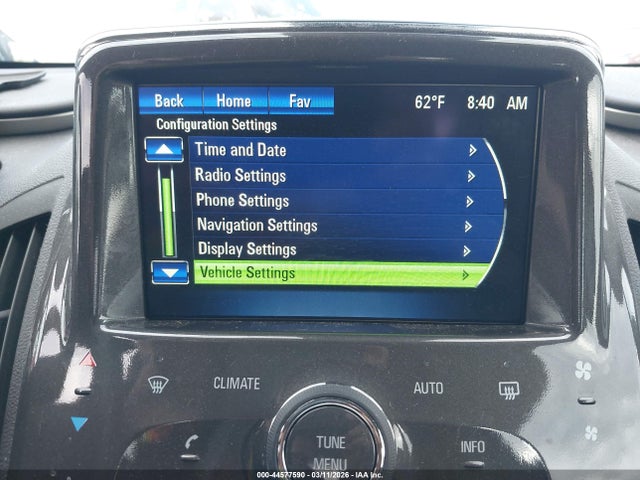 Back Home Fav 62°F 8:40 AM
Configuration Settings
Time and Date
Radio Settings
Phone Settings
Navigation Settings
Display Settings
Vehicle Settings
CLIMATE AUTO
TUNE
MENU
INFO
000-44577590 - 03/11/2026 - COPYRIGHT IAA, Inc.